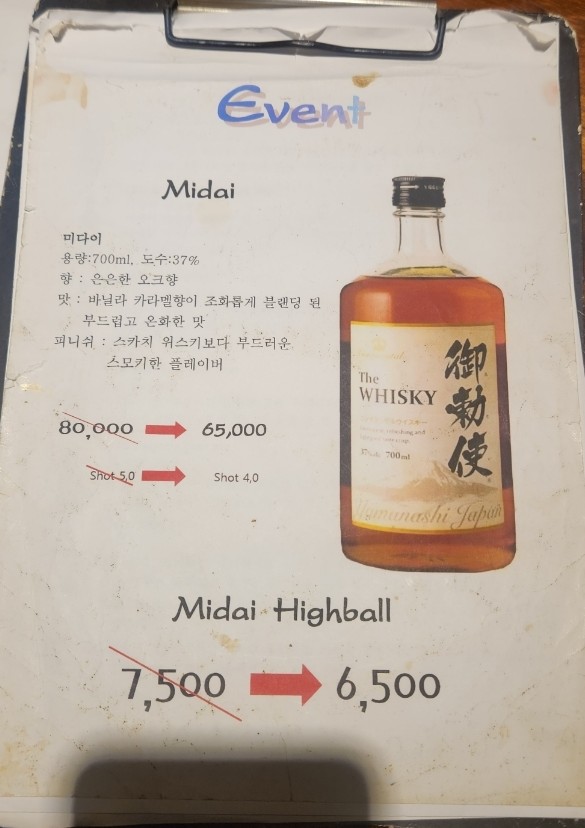 Event
Midai
미다이
용량:700ml, 도수:37%
향 : 은은한 오크향
맛 : 바닐라 카라멜향이 조화롭게 블랜딩 된
부드럽고 온화한 맛
피니쉬 : 스카치 위스키보다 부드러운
스모키한 플레이버
80,000 65,000
Shot 5,0 Shot 4,0
The
WHISKY
御勅使
37% 700ml
Yamanashi Japan
Midai Highball
7,500 6,500